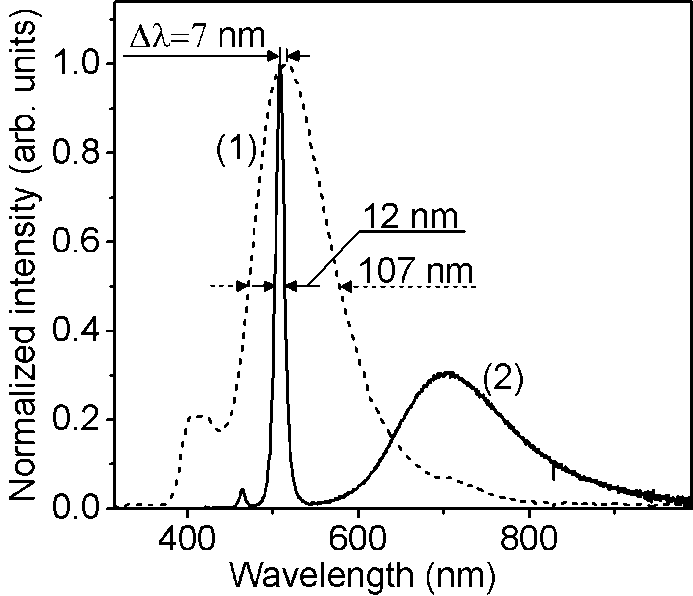 Δλ=7 nm
1.0
(1)
0.8
12 nm
0.6
107 nm
0.4
(2)
0.2
0.0
400
600
800
Wavelength (nm)
Normalized intensity (arb. units)